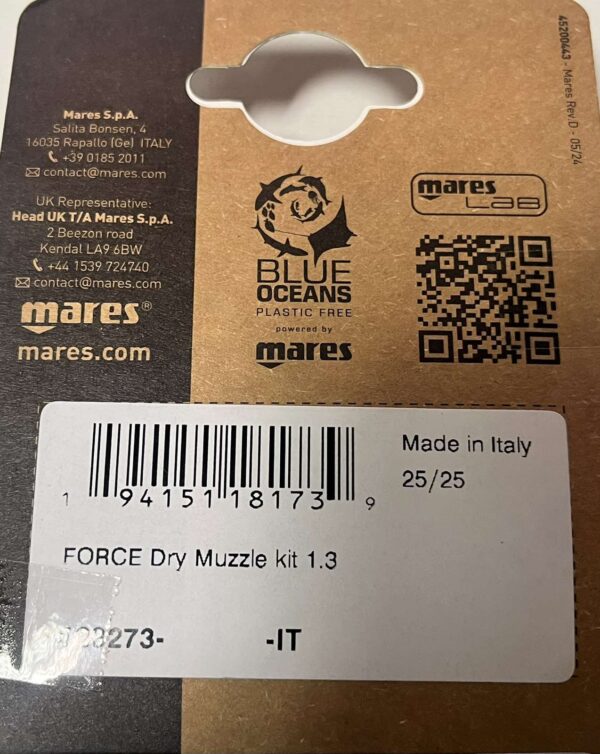 Mares S.p.A.
Salita Bonsen, 4
16035 Rapallo (Ge) ITALY
+39 0185 2011
contact@mares.com
UK Representative:
Head UK T/A Mares S.p.A.
2 Beezon road
Kendal LA9 6BW
+44 1539 724740
contact@mares.com
mares®
mares.com
BLUE
OCEANS
PLASTIC FREE
powered by
mares
45200443 - Mares Rev.D - 05/24
mares
LAB
1 94151 18173 9
Made in Italy
25/25
FORCE Dry Muzzle kit 1.3
-IT